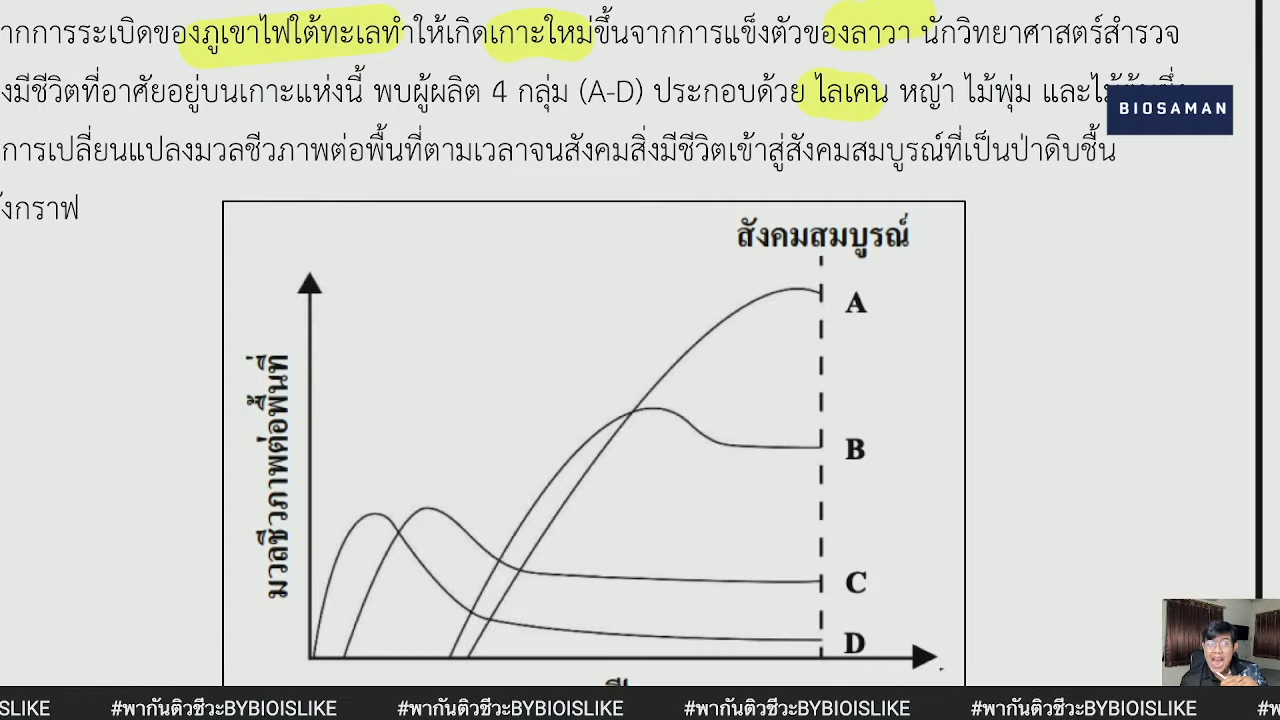 ากการระเบิดของภูเขาไฟใต้ทะเลทำให้เกิดเกาะใหม่ขึ้นจากการแข็งตัวของลาวา นักวิทยาศาสตร์สำรวจ
งมีชีวิตที่อาศัยอยู่บนเกาะแห่งนี้ พบผู้ผลิต 4 กลุ่ม (A-D) ประกอบด้วย ไลเคน หญ้า ไม้พุ่ม และ
BIOSAMAN
การเปลี่ยนแปลงมวลชีวภาพต่อพื้นที่ตามเวลาจนสังคมสิ่งมีชีวิตเข้าสู่สังคมสมบูรณ์ที่เป็นป่าดิบชื้น
ังกราฟ
สังคมสมบูรณ์
A
มวลชีวภาพต่อพื้นที่
B
C
D
SLIKE #พากันติวชีวะBYBIOISLIKE #พากันติวชีวะBYBIOISLIKE #พากันติวชีวะBYBIOISLIKE #พากันติวชีวะBYBIOISLIKE #พ